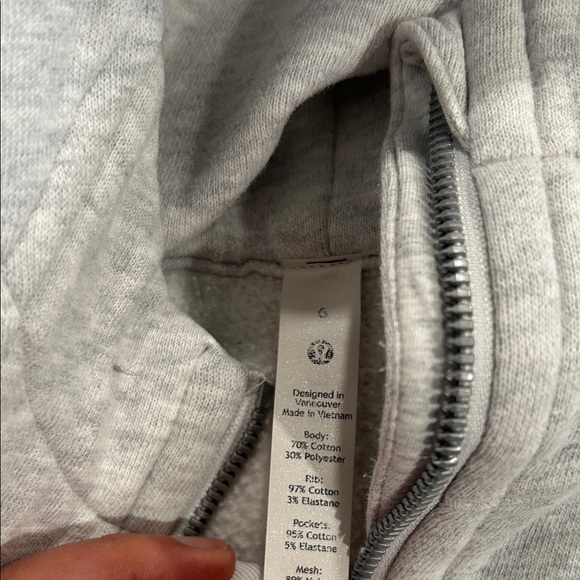 6
Designed in
Vancouver
Made in Vietnam
Body:
70% Cotton
30% Polyester
Rib:
97% Cotton
3% Elastane
Pockets:
95% Cotton
5% Elastane
Mesh: